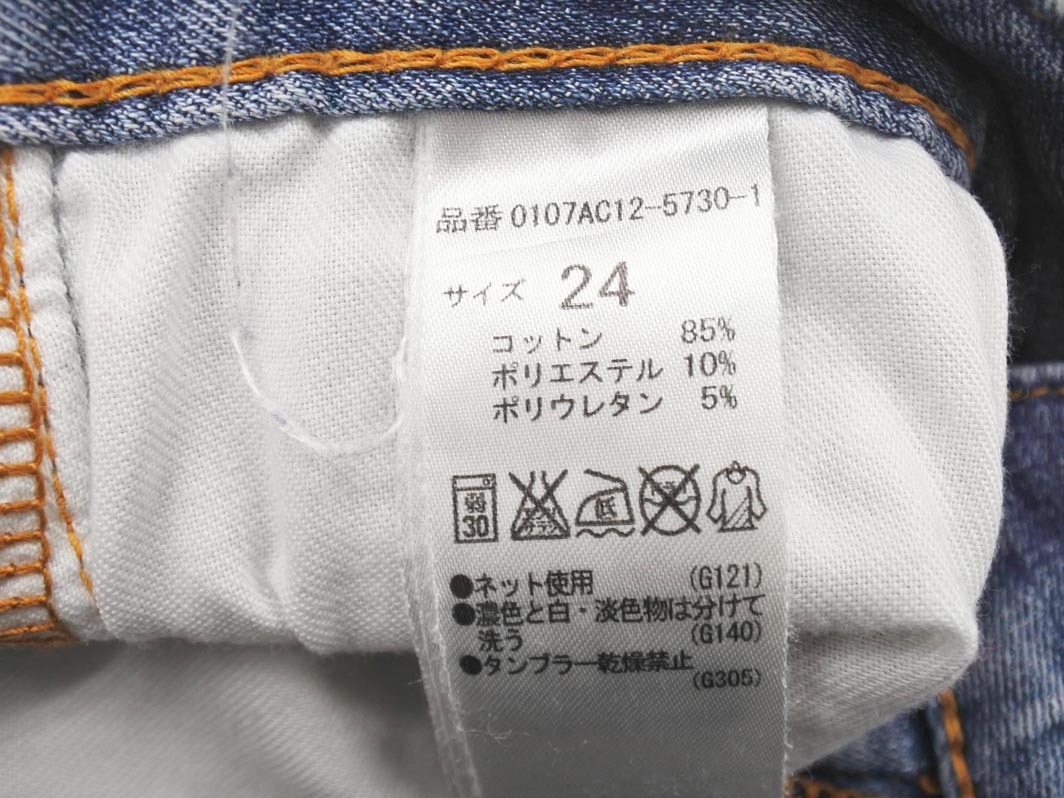 品番 0107AC12-5730-1
サイズ 24
コットン 85%
ポリエステル 10%
ポリウレタン 5%
弱
30
低
●ネット使用 (G121)
●濃色と白・淡色物は分けて
洗う (G140)
●タンブラー乾燥禁止
(G305)